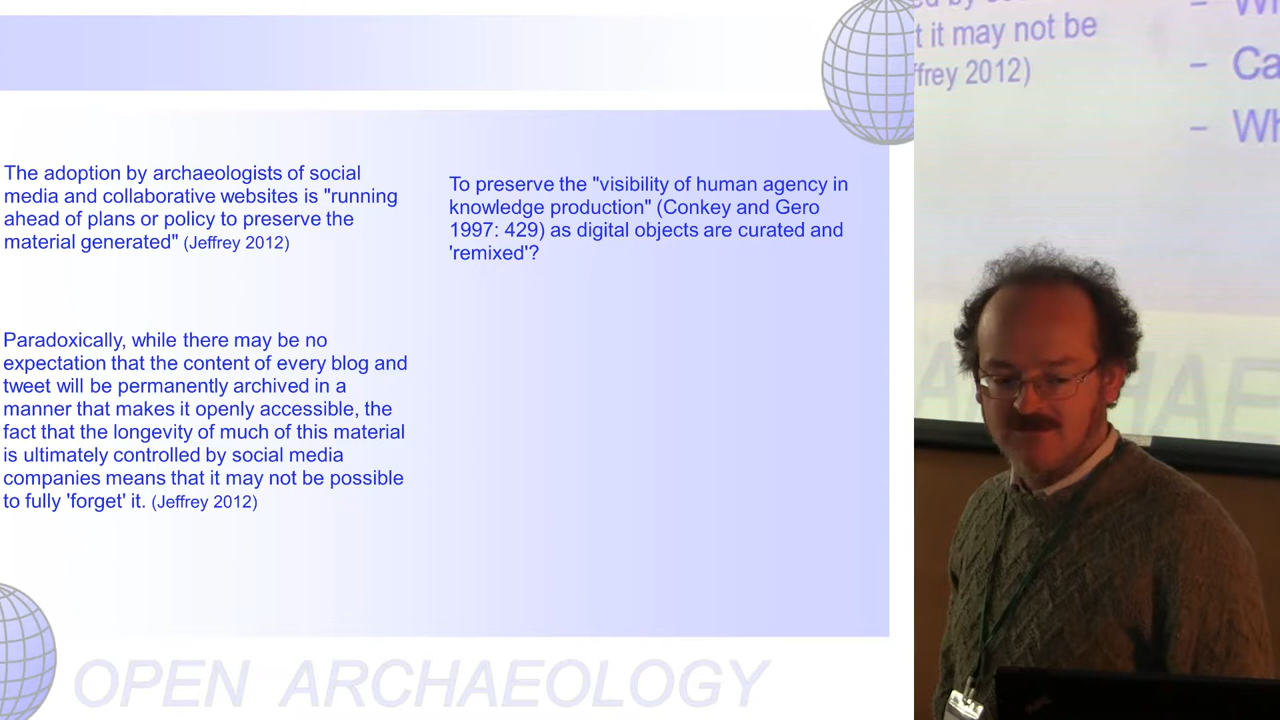 The adoption by archaeologists of social
media and collaborative websites is "running
ahead of plans or policy to preserve the
material generated" (Jeffrey 2012)
Paradoxically, while there may be no
expectation that the content of every blog and
tweet will be permanently archived in a
manner that makes it openly accessible, the
fact that the longevity of much of this material
is ultimately controlled by social media
companies means that it may not be possible
to fully 'forget' it. (Jeffrey 2012)
To preserve the "visibility of human agency in
knowledge production" (Conkey and Gero
1997: 429) as digital objects are curated and
'remixed'?
OPEN ARCHAEOLOGY
t it may not be
ffrey 2012)
– Ca
– Wh